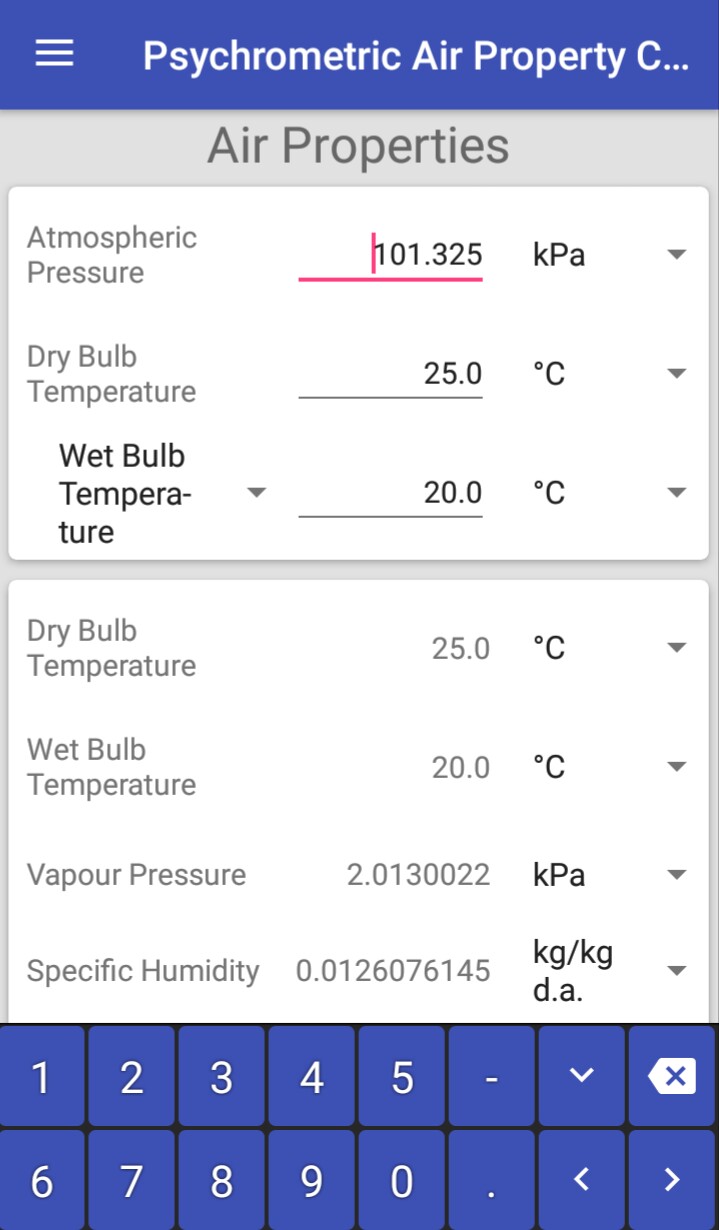 Psychrometric Air Property C...
Air Properties
Atmospheric
Pressure
101.325 kPa
Dry Bulb
Temperature
25.0 °C
Wet Bulb
Tempera-
ture
20.0 °C
Dry Bulb
Temperature
25.0 °C
Wet Bulb
Temperature
20.0 °C
Vapour Pressure 2.0130022 kPa
Specific Humidity 0.0126076145 kg/kg
d.a.
1 2 3 4 5 -
6 7 8 9 0 . < >